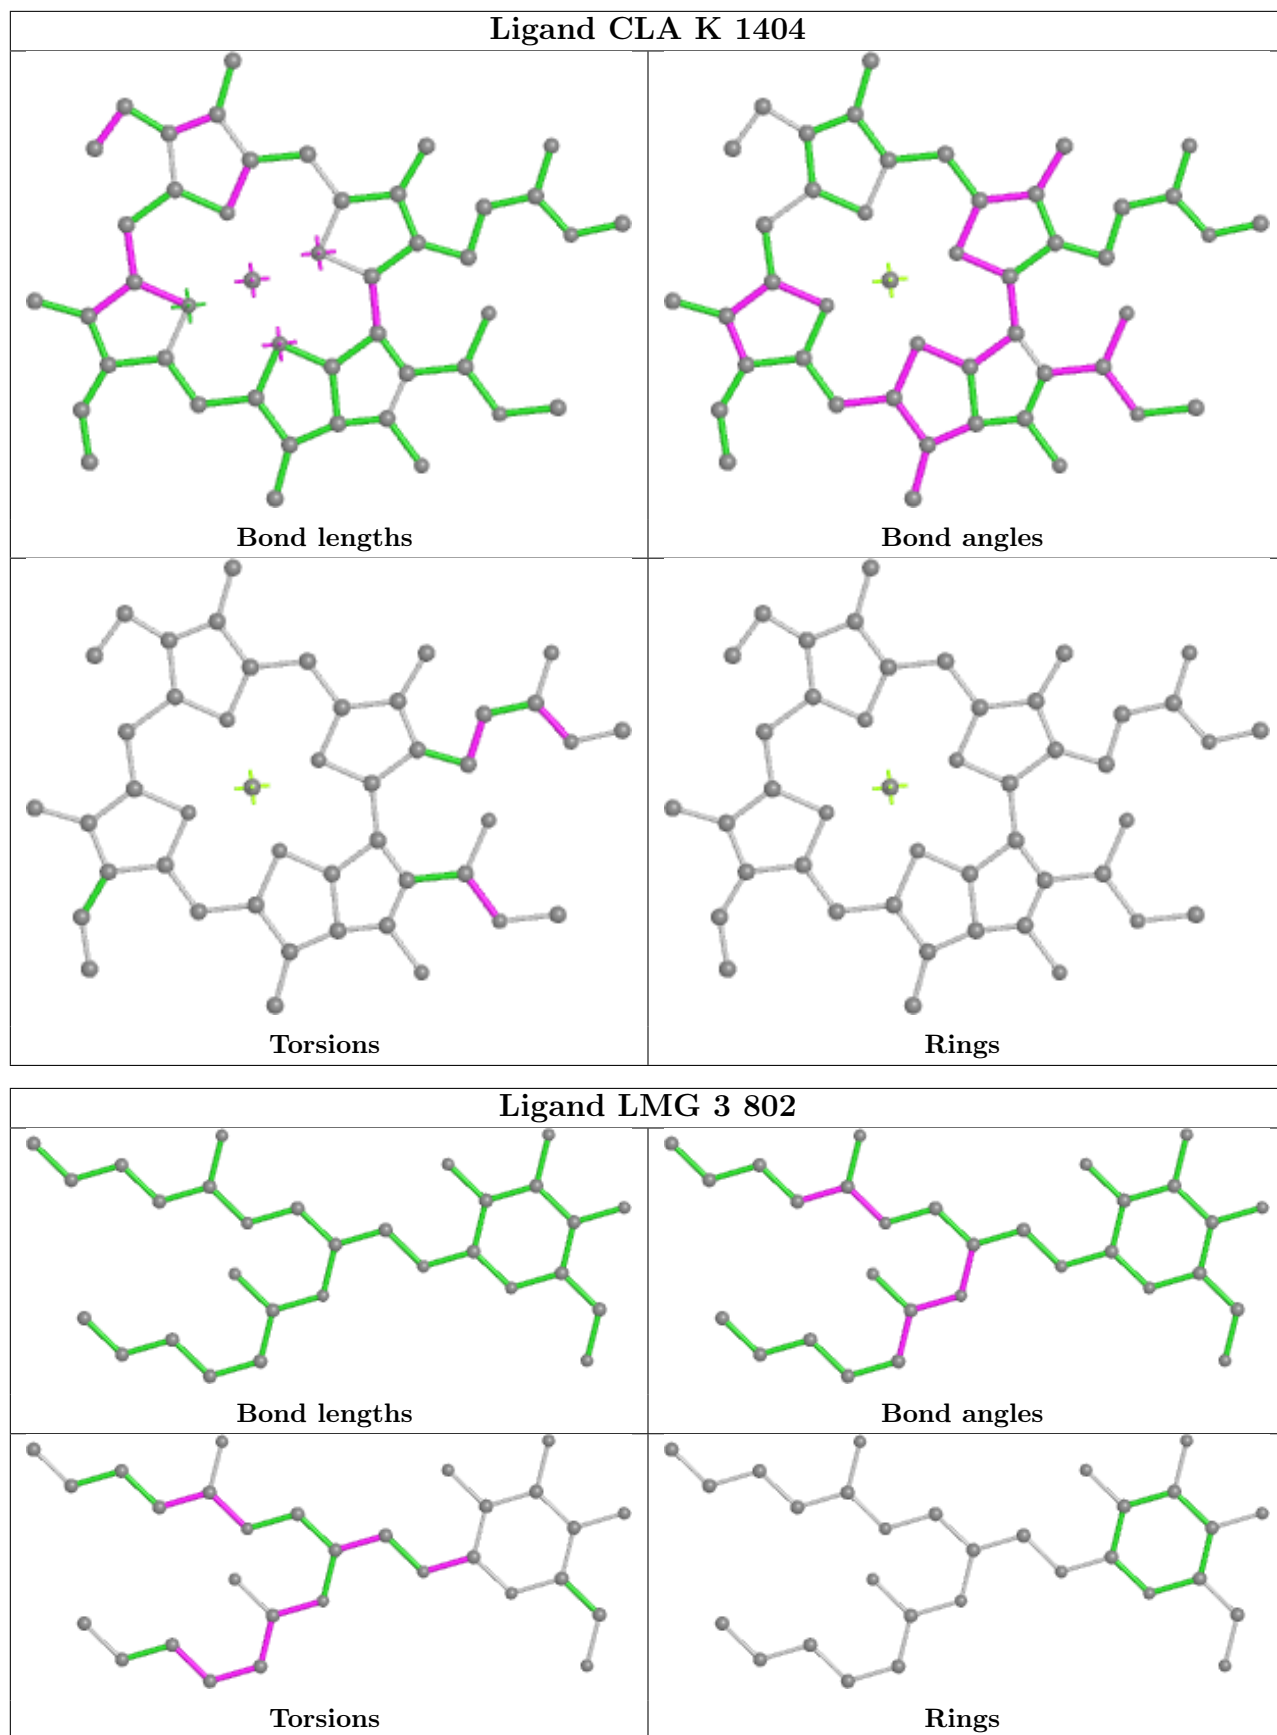 Ligand CLA K 1404
Bond lengths
Bond angles
Torsions
Rings
Ligand LMG 3 802
Bond lengths
Bond angles
Torsions
Rings